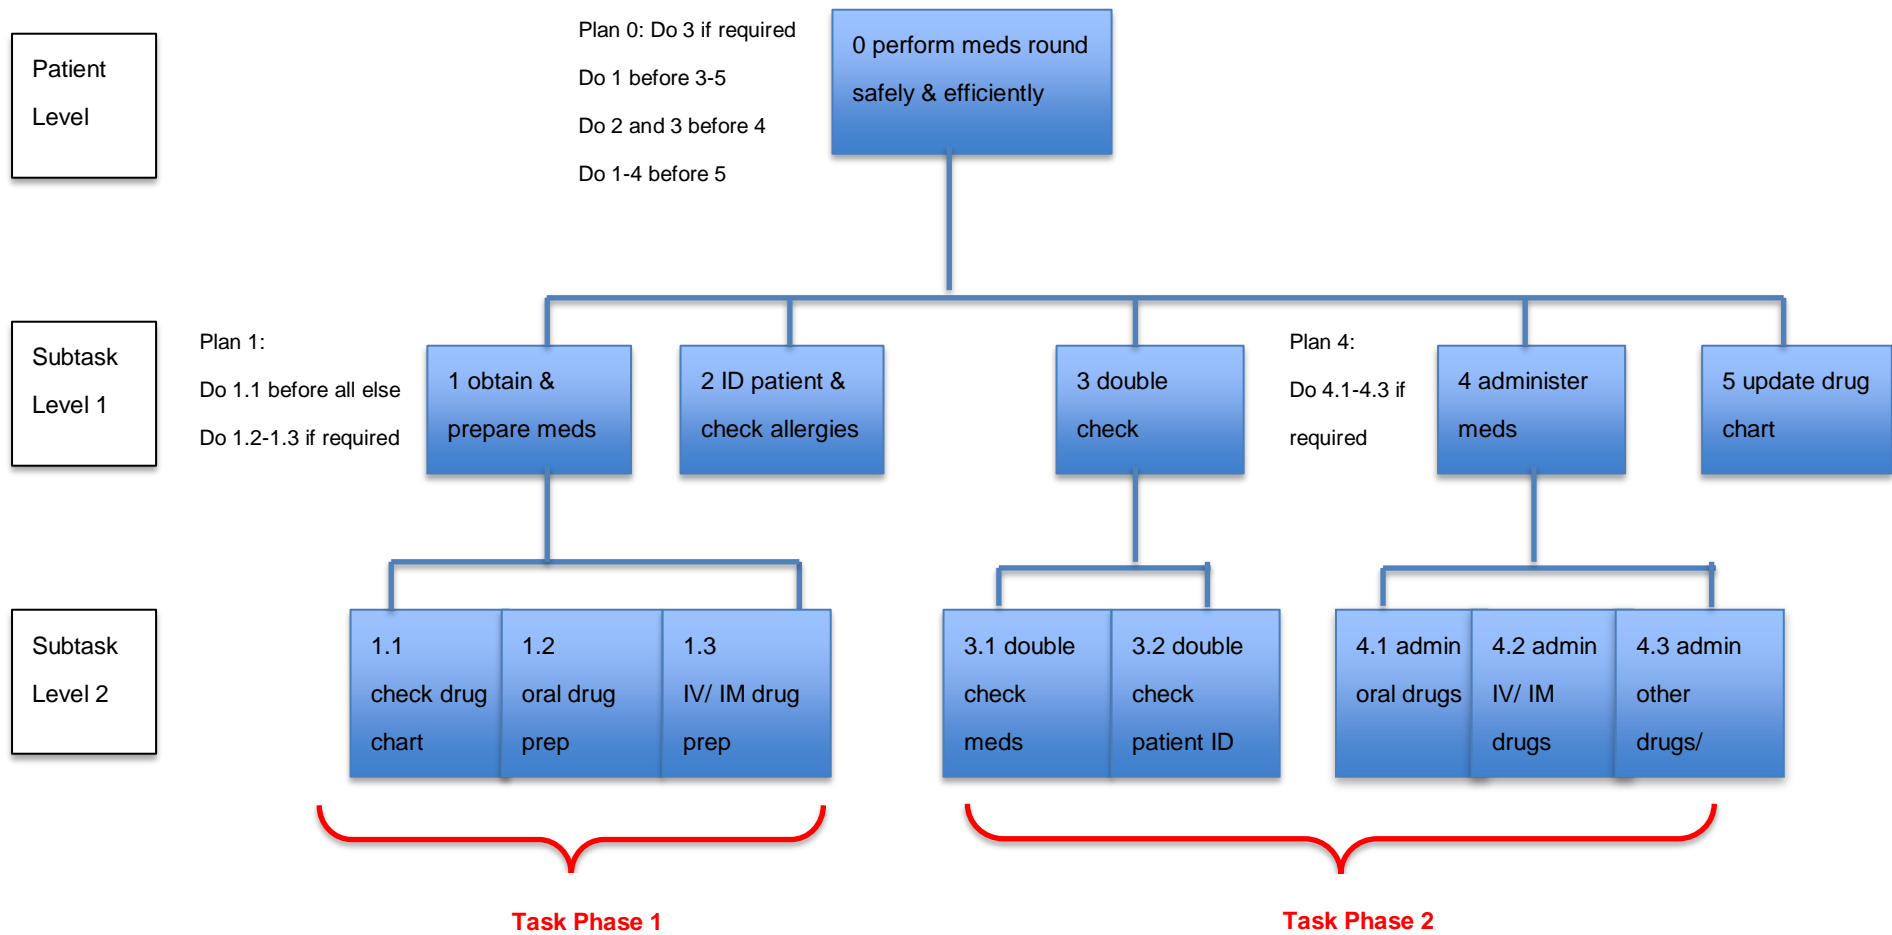 Patient
Level
Plan 0: Do 3 if required
Do 1 before 3-5
Do 2 and 3 before 4
Do 1-4 before 5
0 perform meds round
safely & efficiently
Subtask
Level 1
Plan 1:
Do 1.1 before all else
Do 1.2-1.3 if required
1 obtain &
prepare meds
2 ID patient &
check allergies
3 double
check
Plan 4:
Do 4.1-4.3 if
required
4 administer
meds
5 update drug
chart
Subtask
Level 2
1.1
check drug
chart
1.2
oral drug
prep
1.3
IV/ IM drug
prep
3.1 double
check
meds
3.2 double
check
patient ID
4.1 admin
oral drugs
4.2 admin
IV/ IM
drugs
4.3 admin
other
drugs/
Task Phase 1
Task Phase 2